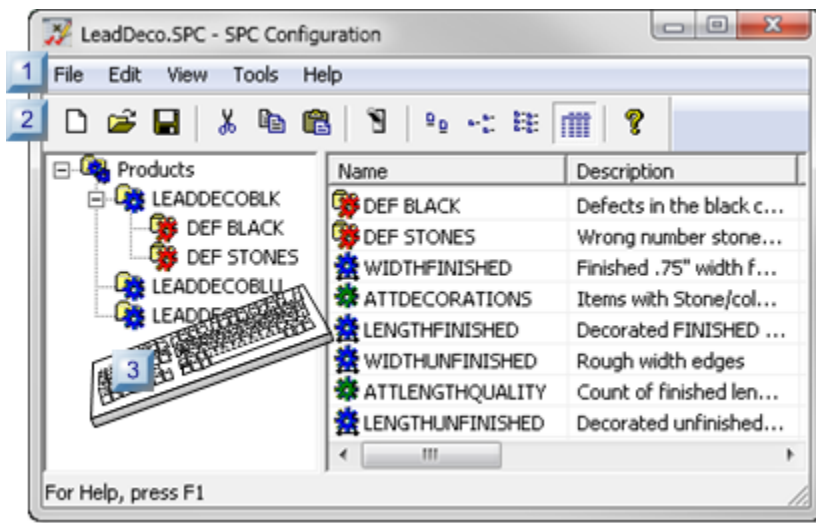 LeadDeco.SPC - SPC Configuration
1 File Edit View Tools Help
2
Products
LEADDECOBLK
DEF BLACK
DEF STONES
LEADDECOBLU
3
Name Description
DEF BLACK Defects in the black c...
DEF STONES Wrong number stone...
WIDTHFINISHED Finished .75" width f...
ATTDECORATIONS Items with Stone/col...
LENGTHFINISHED Decorated FINISHED ...
WIDTHUNFINISHED Rough width edges
ATTLENGTHQUALITY Count of finished len...
LENGTHUNFINISHED Decorated unfinished...
For Help, press F1